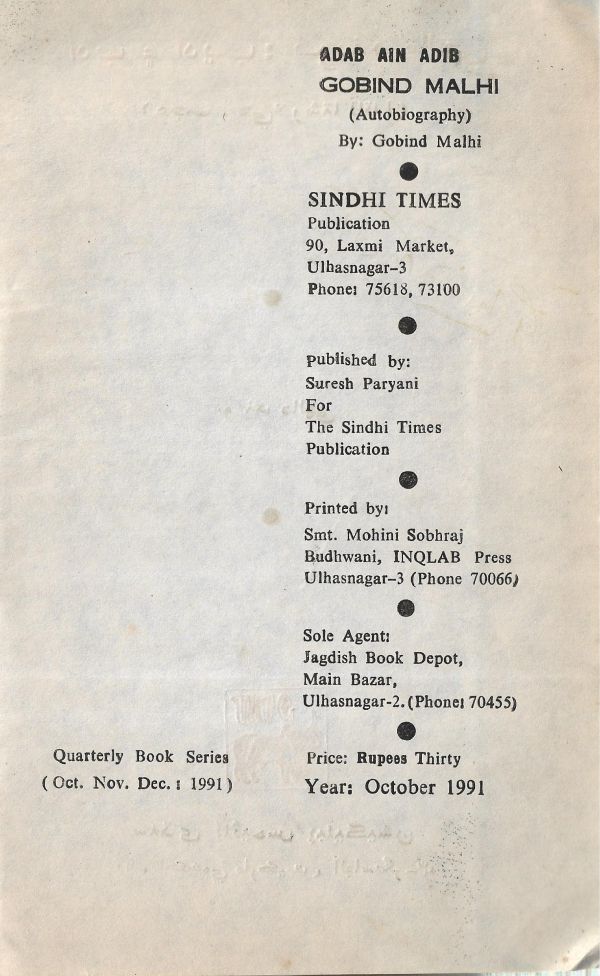 ADAB AIN ADIB
GOBIND MALHI
(Autobiography)
By: Gobind Malhi
SINDHI TIMES
Publication
90, Laxmi Market,
Ulhasnagar-3
Phone: 75618, 73100
Published by:
Suresh Paryani
For
The Sindhi Times
Publication
Printed by:
Smt. Mohini Sobhraj
Budhwani, INQLAB Press
Ulhasnagar-3 (Phone 70066)
Sole Agent:
Jagdish Book Depot,
Main Bazar,
Ulhasnagar-2. (Phone: 70455)
Quarterly Book Series
(Oct. Nov. Dec. : 1991)
Price: Rupees Thirty
Year: October 1991